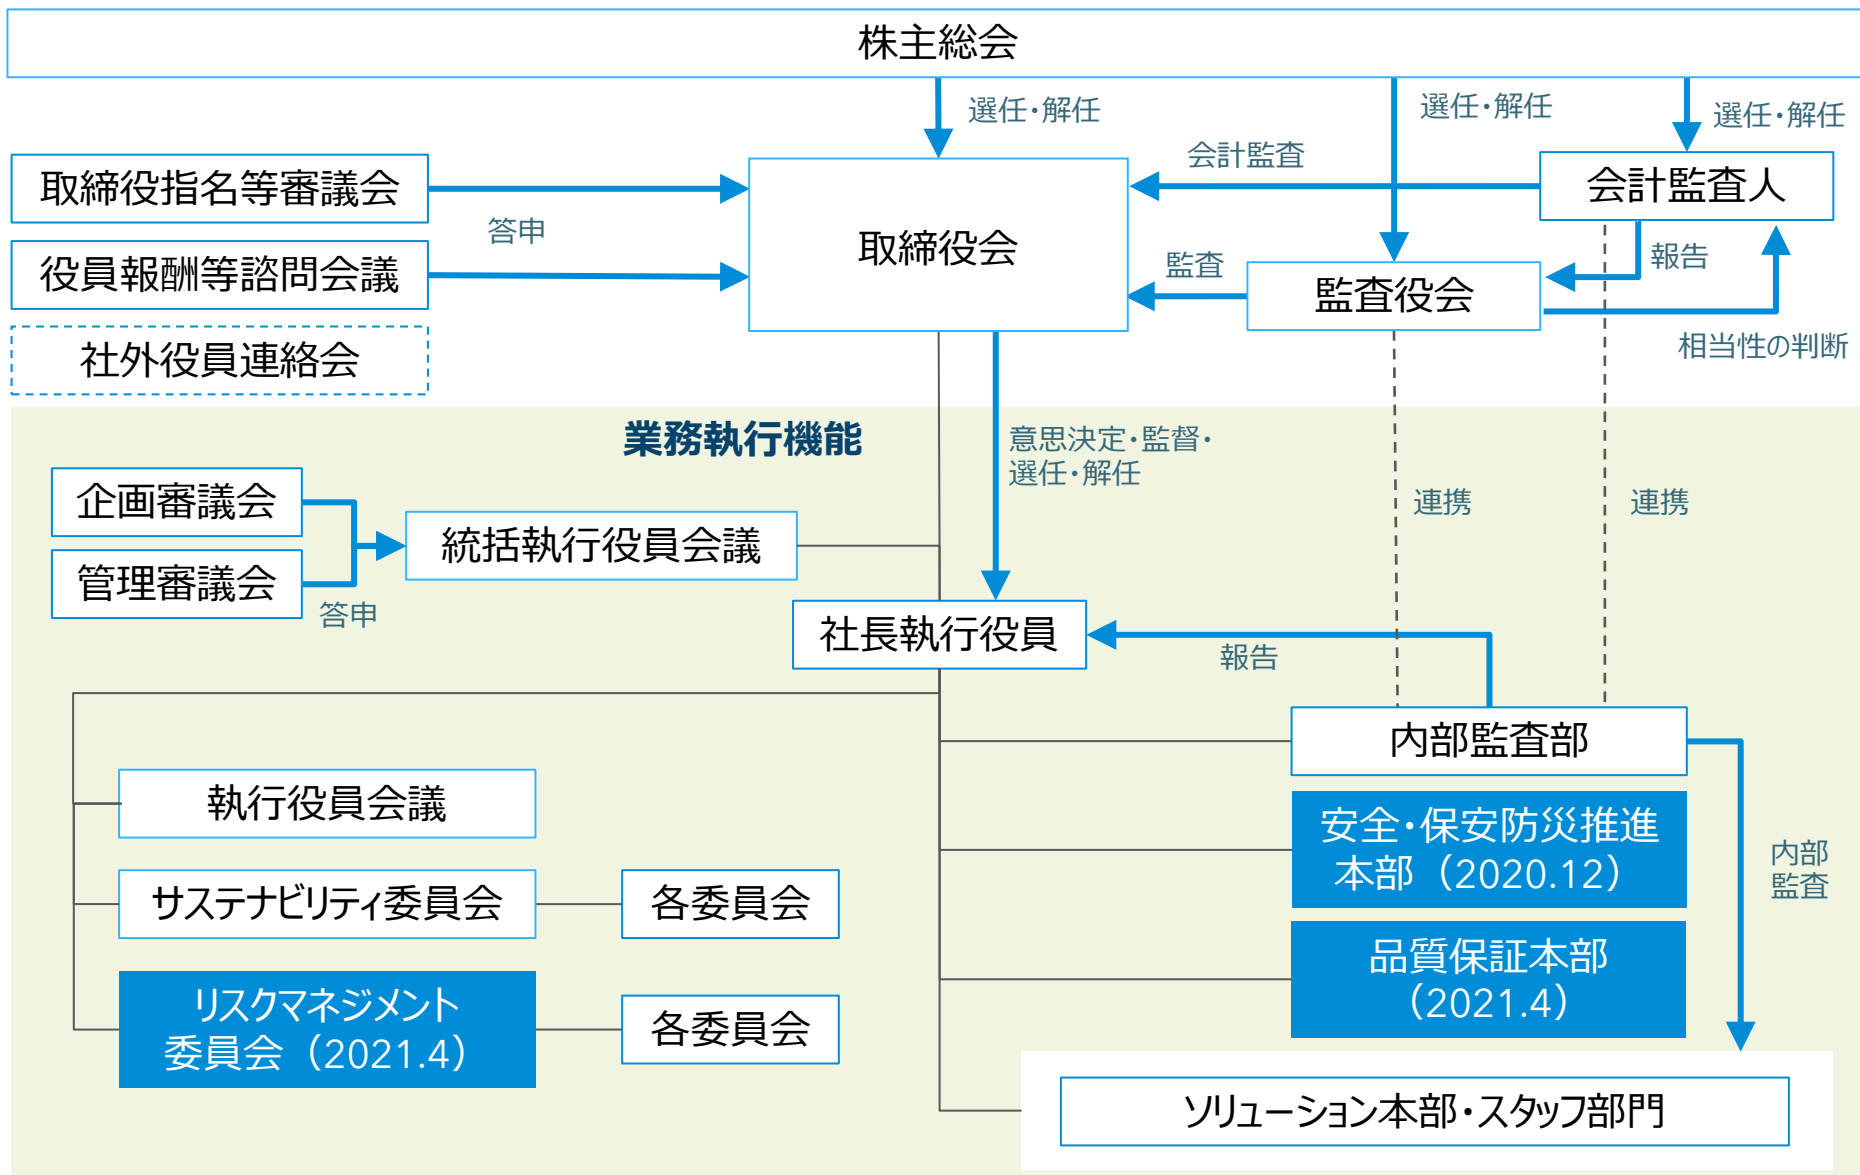 株主総会
選任・解任
選任・解任
選任・解任
取締役指名等審議会
会計監査
会計監査人
答申
取締役会
役員報酬等諮問会議
監査
監査役会
報告
社外役員連絡会
相当性の判断
業務執行機能
意思決定・監督・
選任・解任
企画審議会
連携
連携
統括執行役員会議
管理審議会
答申
社長執行役員
報告
内部監査部
執行役員会議
安全・保安防災推進
本部（2020.12）
内部
監査
サステナビリティ委員会
各委員会
品質保証本部
（2021.4）
リスクマネジメント
委員会（2021.4）
各委員会
ソリューション本部・スタッフ部門